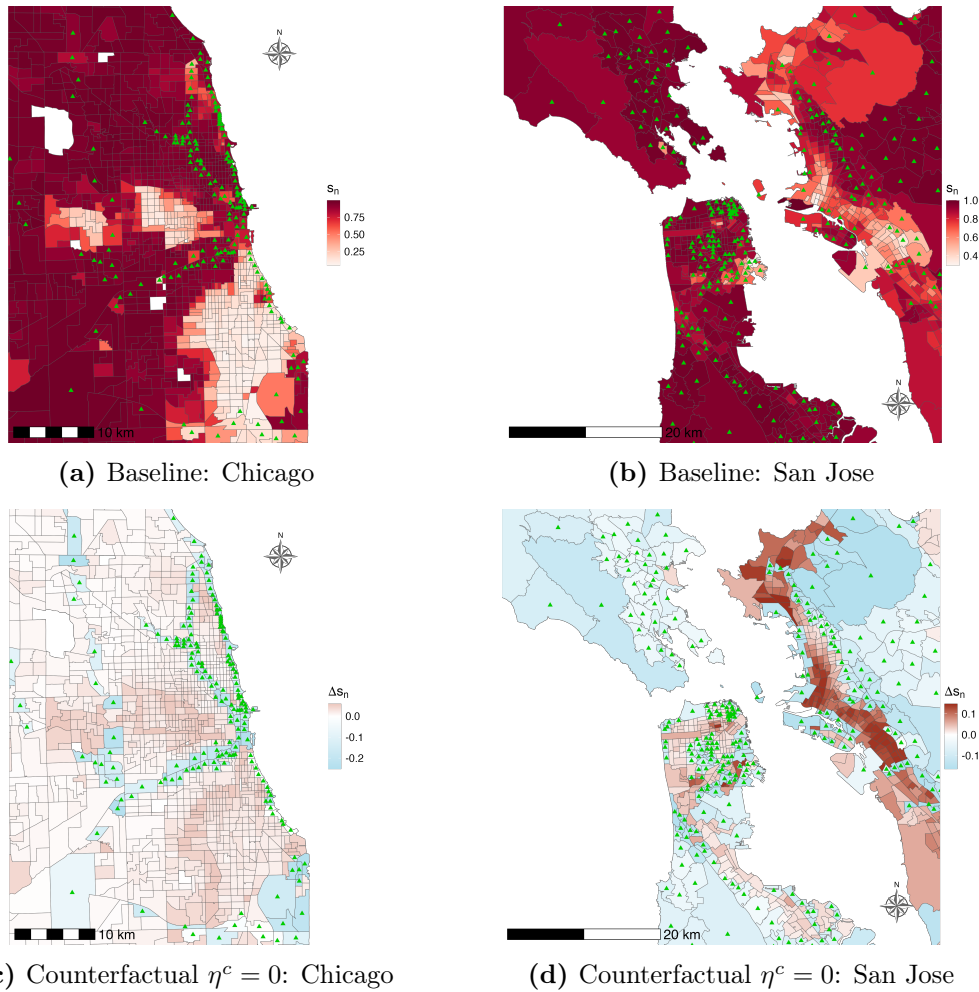 N
s_n
0.75
0.50
0.25
10 km
(a) Baseline: Chicago
s_n
1.0
0.8
0.6
0.4
N
20 km
(b) Baseline: San Jose
N
Δs_n
0.0
-0.1
-0.2
10 km
c) Counterfactual η^c = 0: Chicago
Δs_n
0.1
0.0
-0.1
N
20 km
(d) Counterfactual η^c = 0: San Jose